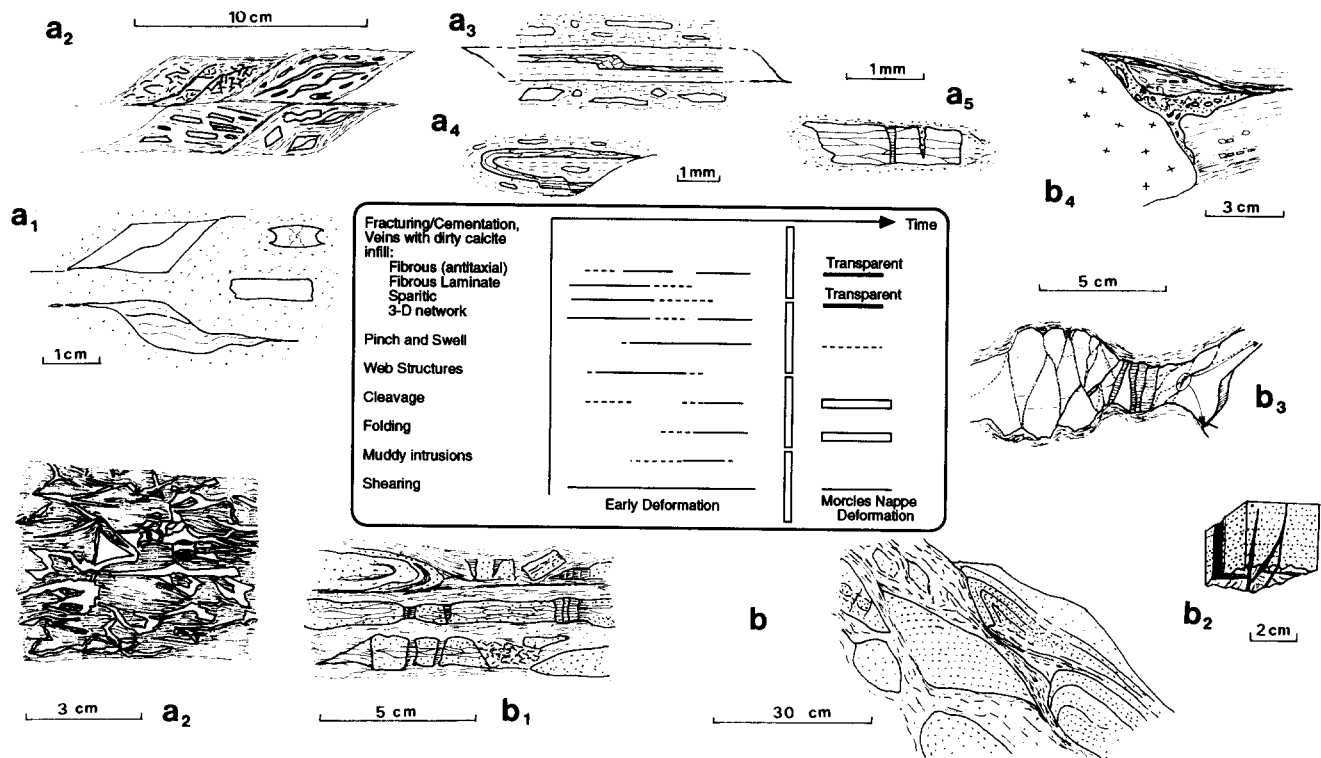 10 cm
a2
a3
1 mm
a5
a4
1 mm
b4
3 cm
a1
1 cm
Fracturing/Cementation,
Veins with dirty calcite
infill:
Fibrous (antitaxial)
Fibrous Laminate
Sparitic
3-D network
Pinch and Swell
Web Structures
Cleavage
Folding
Muddy intrusions
Shearing
Time
Transparent
Transparent
Early Deformation
Morcles Nappe
Deformation
5 cm
b3
3 cm
a2
5 cm
b1
b
30 cm
b2
2 cm